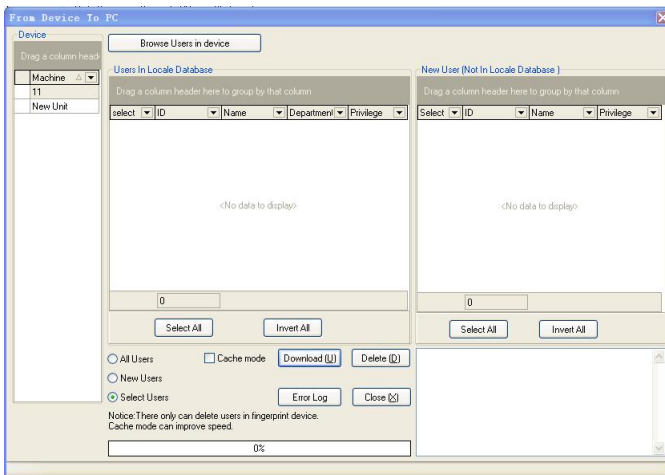 From Device To PC
Device
Browse Users in device
Drag a column head
Machine
11
New Unit
Users In Locale Database
Drag a column header here to group by that column
select ID Name Department Privilege
<No data to display>
0
Select All Invert All
New User (Not In Locale Database )
Drag a column header here to group by that column
Select ID Name Privilege
<No data to display>
0
Select All Invert All
All Users Cache mode Download (U) Delete (D)
New Users
Select Users Error Log Close (X)
Notice:There only can delete users in fingerprint device.
Cache mode can improve speed.
0%